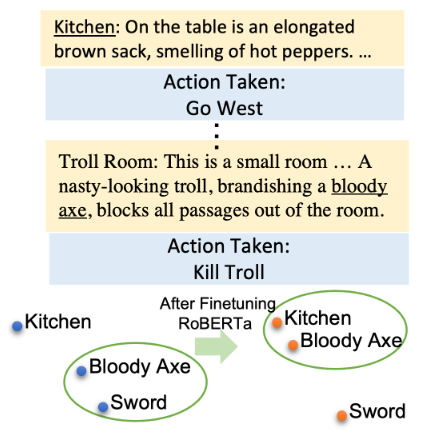 Kitchen: On the table is an elongated
brown sack, smelling of hot peppers. ...
Action Taken:
Go West
Troll Room: This is a small room ... A
nasty-looking troll, brandishing a bloody
axe, blocks all passages out of the room.
Action Taken:
Kill Troll
After Finetuning
RoBERTa
Kitchen
Bloody Axe
Sword
Kitchen
Bloody Axe
Sword